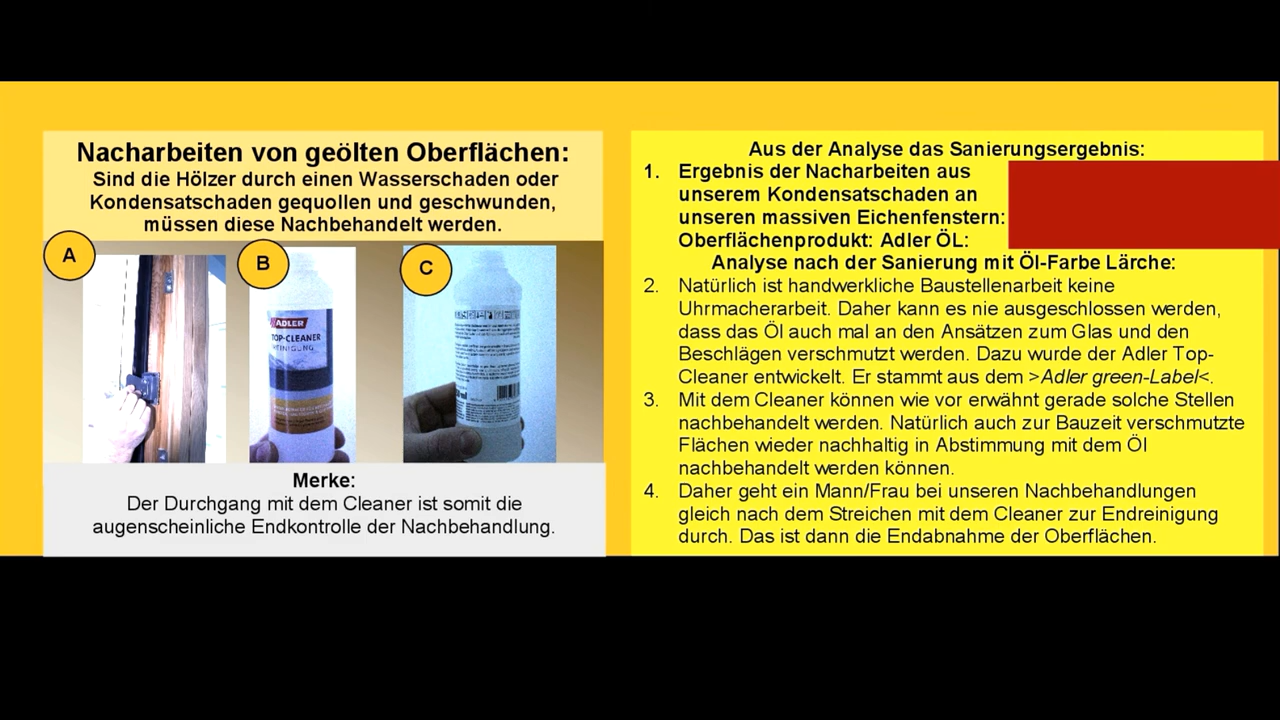 Nacharbeiten von geölten Oberflächen:
Sind die Hölzer durch einen Wasserschaden oder
Kondensatschaden gequollen und geschwunden,
müssen diese Nachbehandelt werden.
A
B
C
ADLER
TOP-CLEANER
Merke:
Der Durchgang mit dem Cleaner ist somit die
augenscheinliche Endkontrolle der Nachbehandlung.
Aus der Analyse das Sanierungsergebnis:
1. Ergebnis der Nacharbeiten aus
unserem Kondensatschaden an
unseren massiven Eichenfenstern:
Oberflächenprodukt: Adler ÖL:
Analyse nach der Sanierung mit Öl-Farbe Lärche:
2. Natürlich ist handwerkliche Baustellenarbeit keine
Uhrmacherarbeit. Daher kann es nie ausgeschlossen werden,
dass das Öl auch mal an den Ansätzen zum Glas und den
Beschlägen verschmutzt werden. Dazu wurde der Adler Top-
Cleaner entwickelt. Er stammt aus dem >Adler green-Label<.
3. Mit dem Cleaner können wie vor erwähnt gerade solche Stellen
nachbehandelt werden. Natürlich auch zur Bauzeit verschmutzte
Flächen wieder nachhaltig in Abstimmung mit dem Öl
nachbehandelt werden können.
4. Daher geht ein Mann/Frau bei unseren Nachbehandlungen
gleich nach dem Streichen mit dem Cleaner zur Endreinigung
durch. Das ist dann die Endabnahme der Oberflächen.